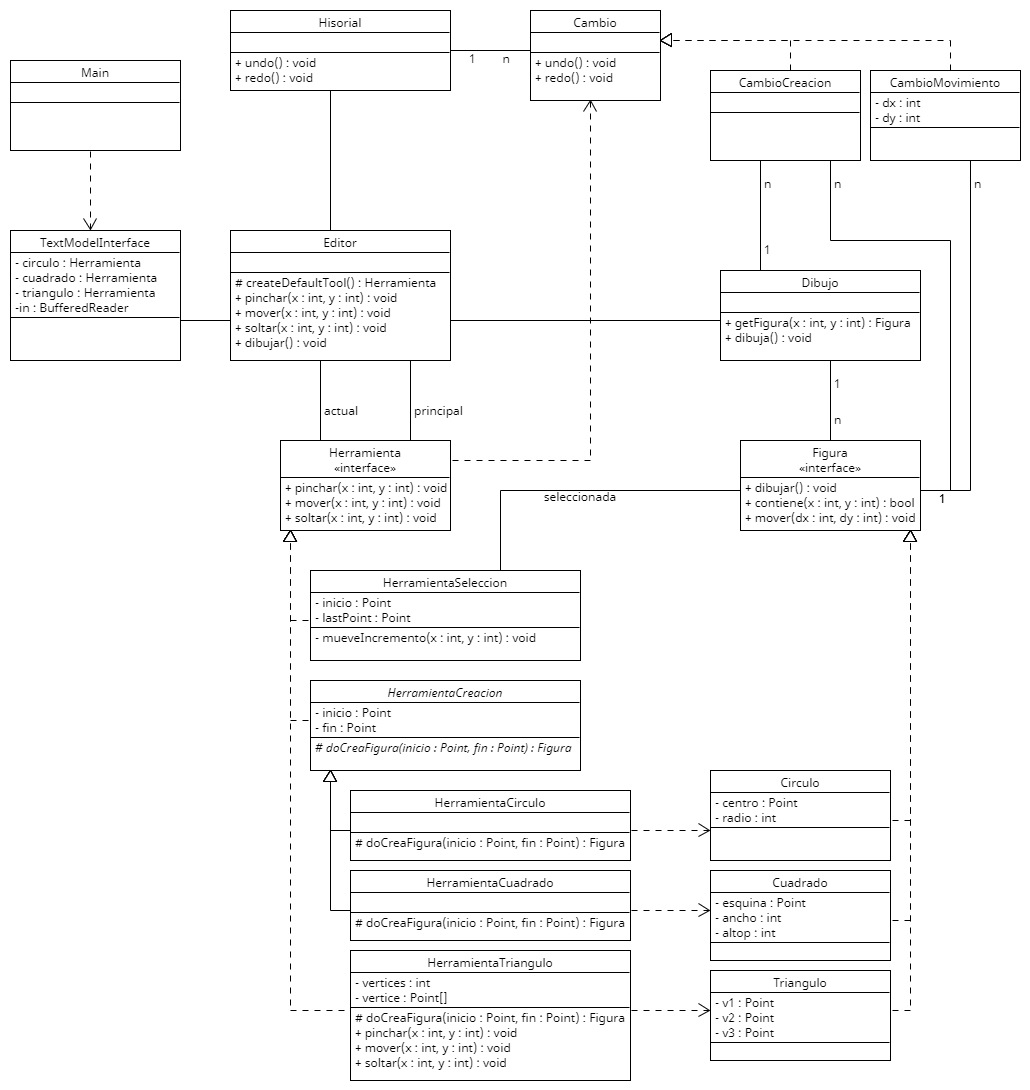 Hisorial
+ undo() : void
+ redo() : void
1
n
Cambio
+ undo() : void
+ redo() : void
Main
CambioCreacion
CambioMovimiento
- dx : int
- dy : int
n
n
n
TextModelInterface
- circulo : Herramienta
- cuadrado : Herramienta
- triangulo : Herramienta
-in : BufferedReader
Editor
# createDefaultTool() : Herramienta
+ pinchar(x : int, y : int) : void
+ mover(x : int, y : int) : void
+ soltar(x : int, y : int) : void
+ dibujar() : void
1
Dibujo
+ getFigura(x : int, y : int) : Figura
+ dibuja() : void
actual
principal
1
n
Herramienta
«interface»
+ pinchar(x : int, y : int) : void
+ mover(x : int, y : int) : void
+ soltar(x : int, y : int) : void
seleccionada
Figura
«interface»
+ dibujar() : void
+ contiene(x : int, y : int) : bool
+ mover(dx : int, dy : int) : void
1
HerramientaSeleccion
- inicio : Point
- lastPoint : Point
- mueveIncremento(x : int, y : int) : void
HerramientaCreacion
- inicio : Point
- fin : Point
# doCreaFigura(inicio : Point, fin : Point) : Figura
HerramientaCirculo
# doCreaFigura(inicio : Point, fin : Point) : Figura
Circulo
- centro : Point
- radio : int
HerramientaCuadrado
# doCreaFigura(inicio : Point, fin : Point) : Figura
Cuadrado
- esquina : Point
- ancho : int
- altop : int
HerramientaTriangulo
- vertices : int
- vertice : Point[]
# doCreaFigura(inicio : Point, fin : Point) : Figura
+ pinchar(x : int, y : int) : void
+ mover(x : int, y : int) : void
+ soltar(x : int, y : int) : void
Triangulo
- v1 : Point
- v2 : Point
- v3 : Point